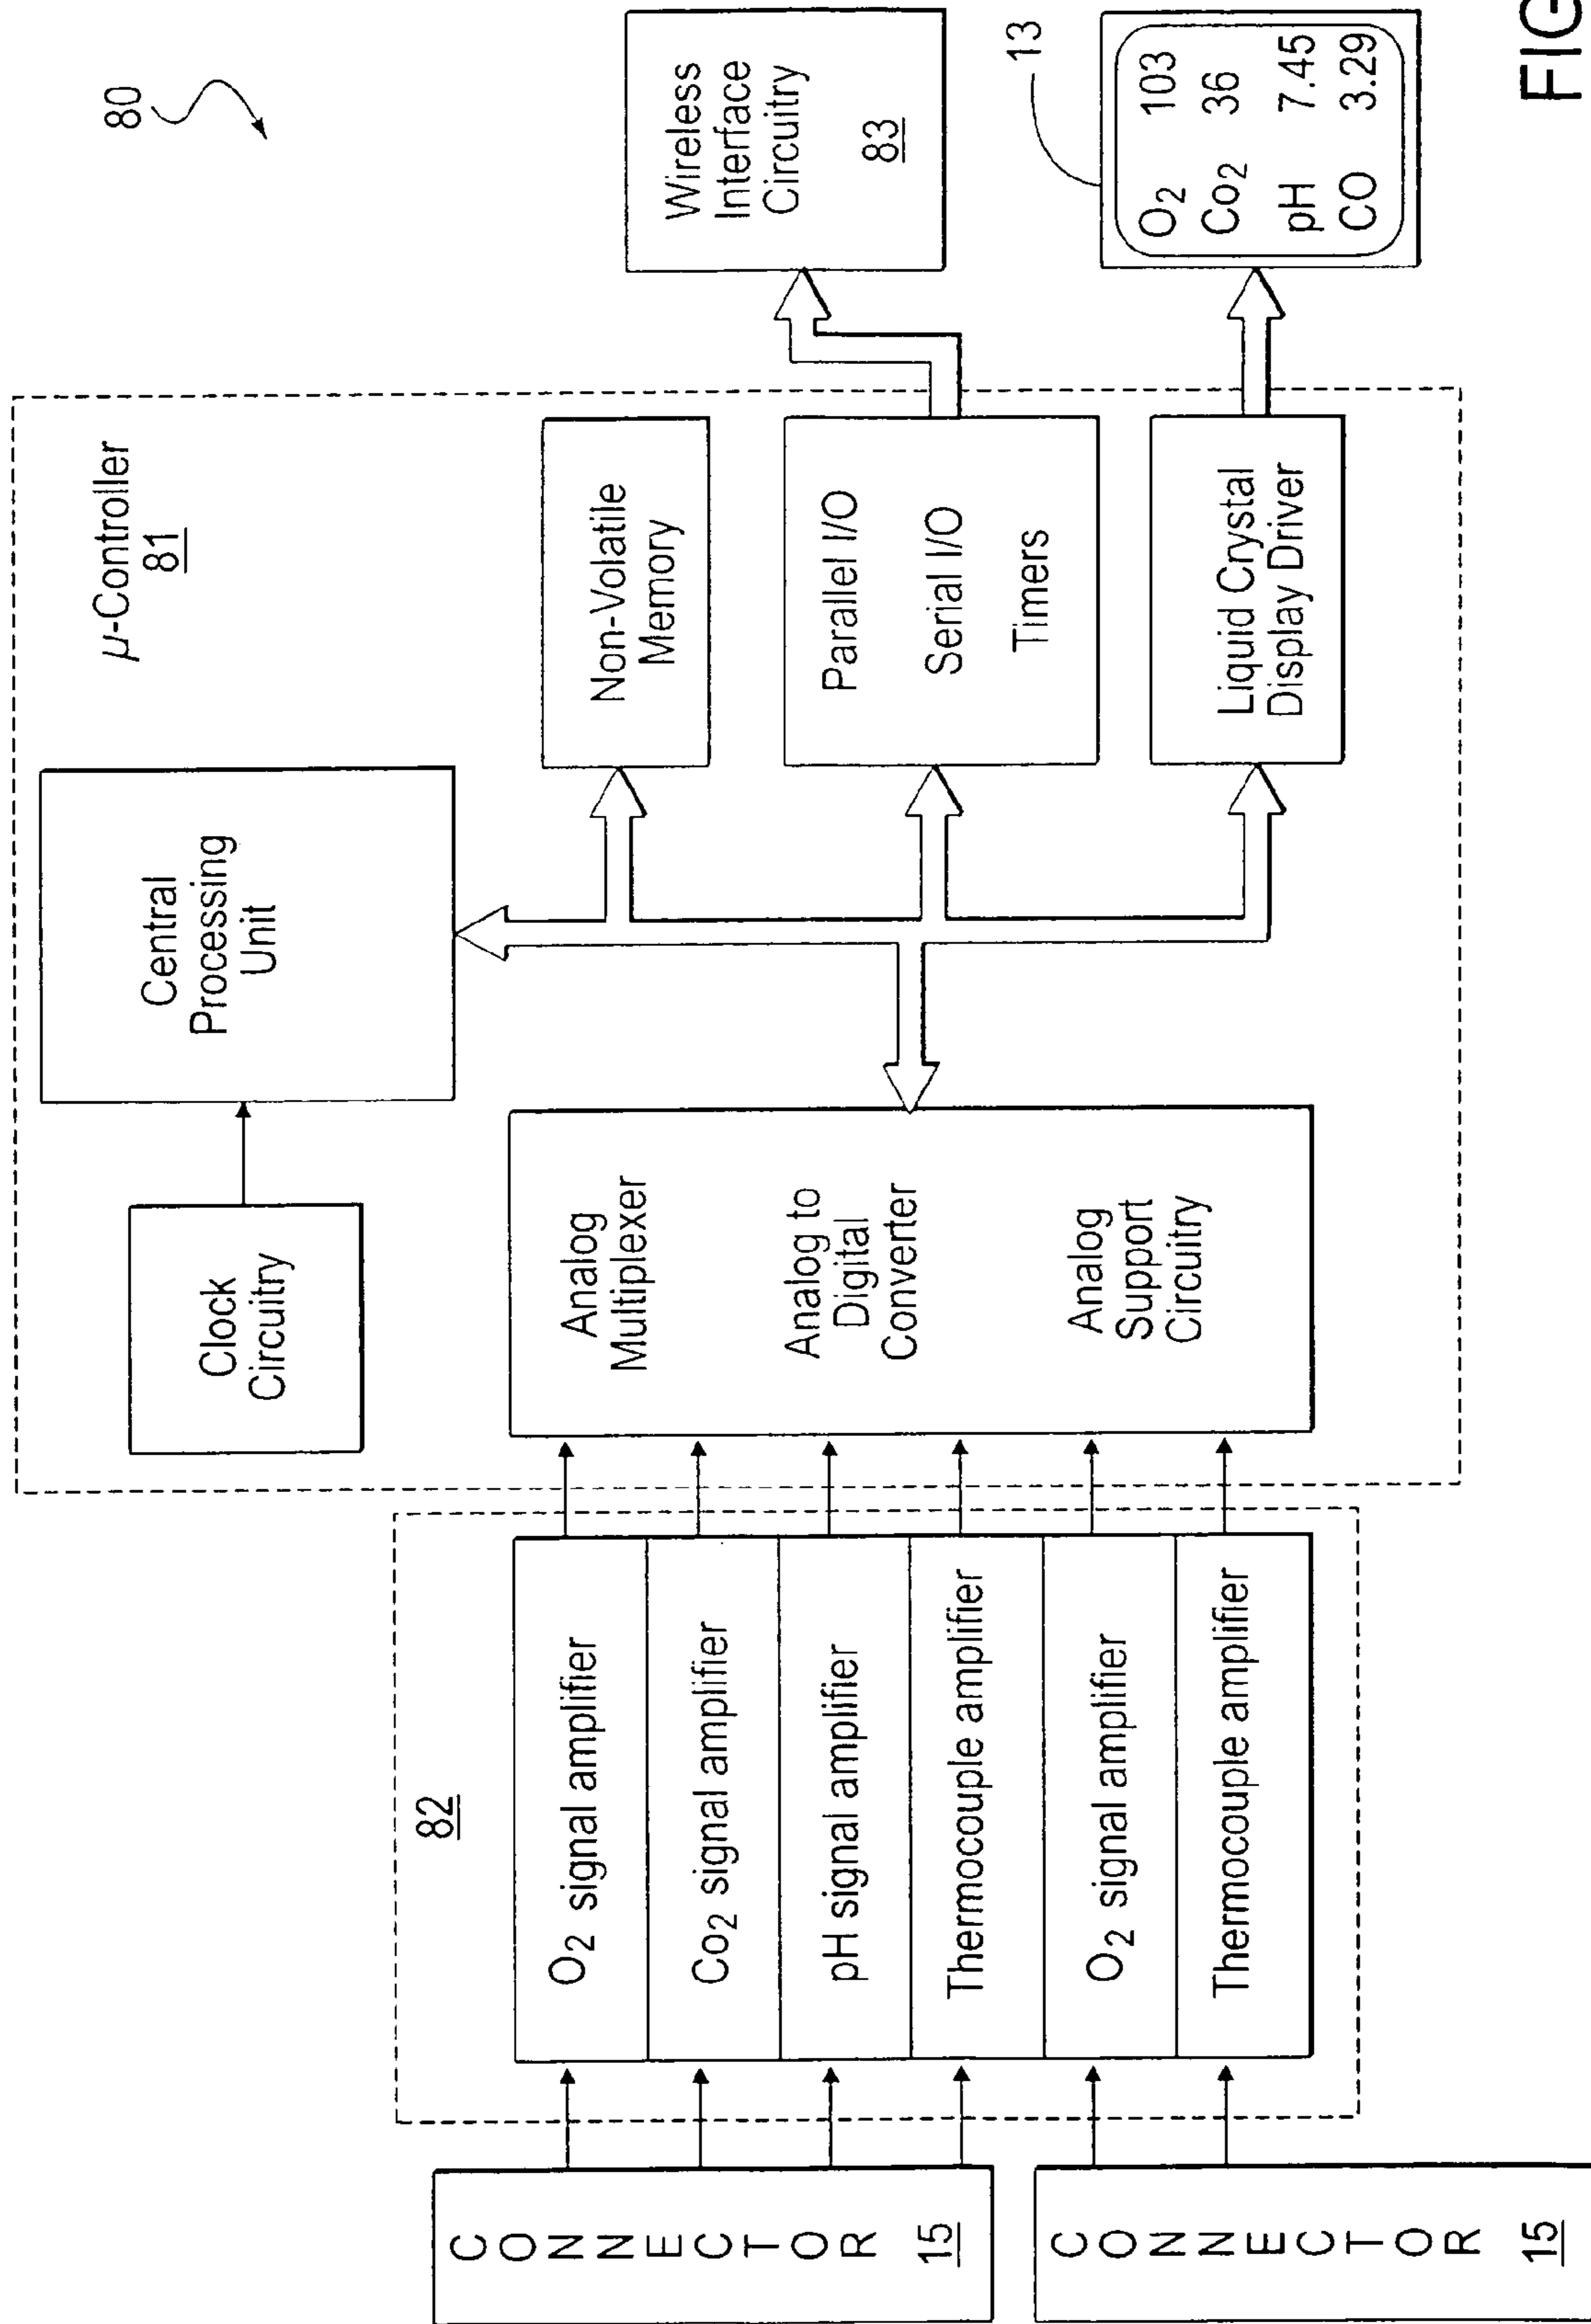 80
μ-Controller
81
Clock
Circuitry
Central
Processing
Unit
Wireless
Interface
Circuitry
83
82
CONNECTOR 15
O₂ signal amplifier
Co₂ signal amplifier
pH signal amplifier
Thermocouple amplifier
CONNECTOR 15
O₂ signal amplifier
Thermocouple amplifier
Analog
Multiplexer
Analog to
Digital
Converter
Analog
Support
Circuitry
Non-Volatile
Memory
Parallel I/O
Serial I/O
Timers
Liquid Crystal
Display Driver
13
O₂ 103
Co₂ 36
pH 7.45
CO 3.29
FIG